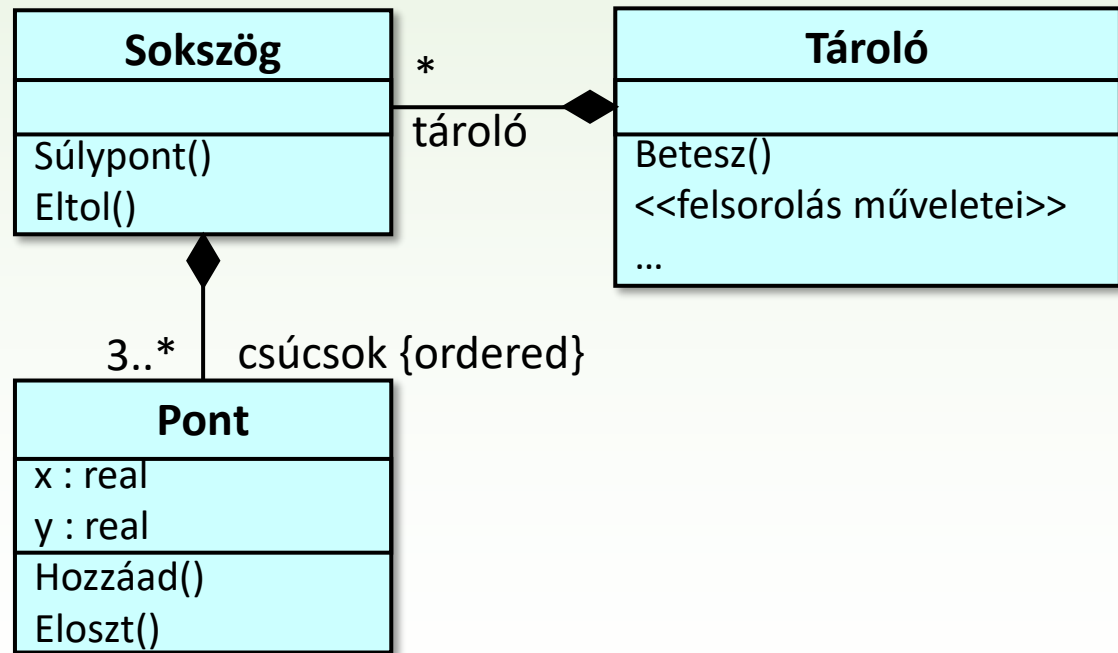 Sokszög
Súlypont()
Eltol()
*
tároló
Tároló
Betesz()
<<felsorolás műveletei>>
...
3..*
csúcsok {ordered}
Pont
x : real
y : real
Hozzáad()
Eloszt()